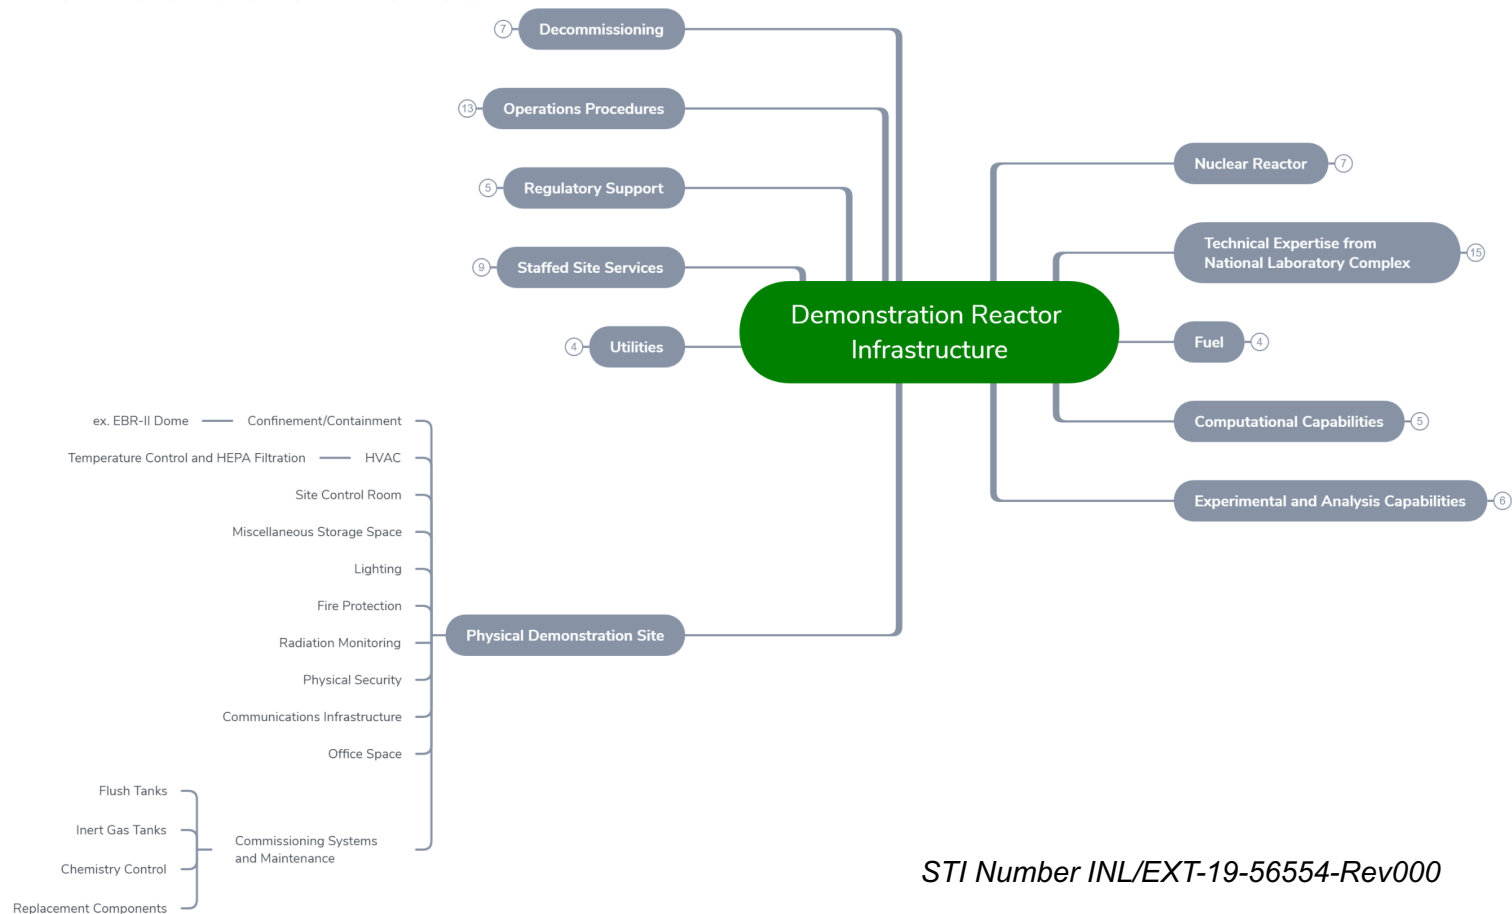 7
Decommissioning
13
Operations Procedures
5
Regulatory Support
9
Staffed Site Services
4
Utilities
Demonstration Reactor
Infrastructure
Nuclear Reactor
7
Technical Expertise from
National Laboratory Complex
15
Fuel
4
Computational Capabilities
5
Experimental and Analysis Capabilities
6
Physical Demonstration Site
ex. EBR-II Dome
Confinement/Containment
Temperature Control and HEPA Filtration
HVAC
Site Control Room
Miscellaneous Storage Space
Lighting
Fire Protection
Radiation Monitoring
Physical Security
Communications Infrastructure
Office Space
Commissioning Systems
and Maintenance
Flush Tanks
Inert Gas Tanks
Chemistry Control
Replacement Components
STI Number INL/EXT-19-56554-Rev000